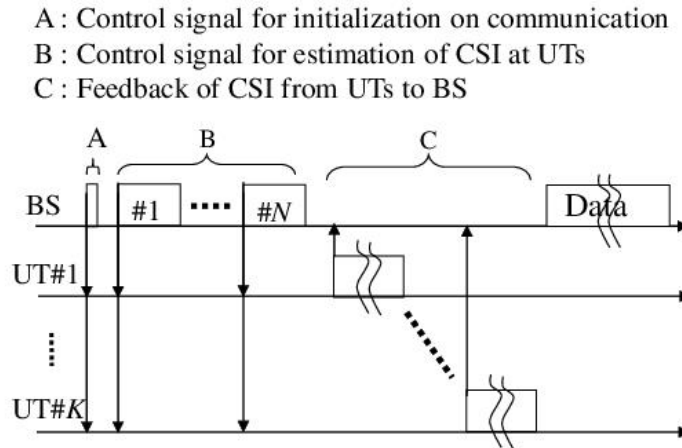 A : Control signal for initialization on communication
B : Control signal for estimation of CSI at UTs
C : Feedback of CSI from UTs to BS
A
B
C
BS
#1
#N
Data
UT#1
UT#K